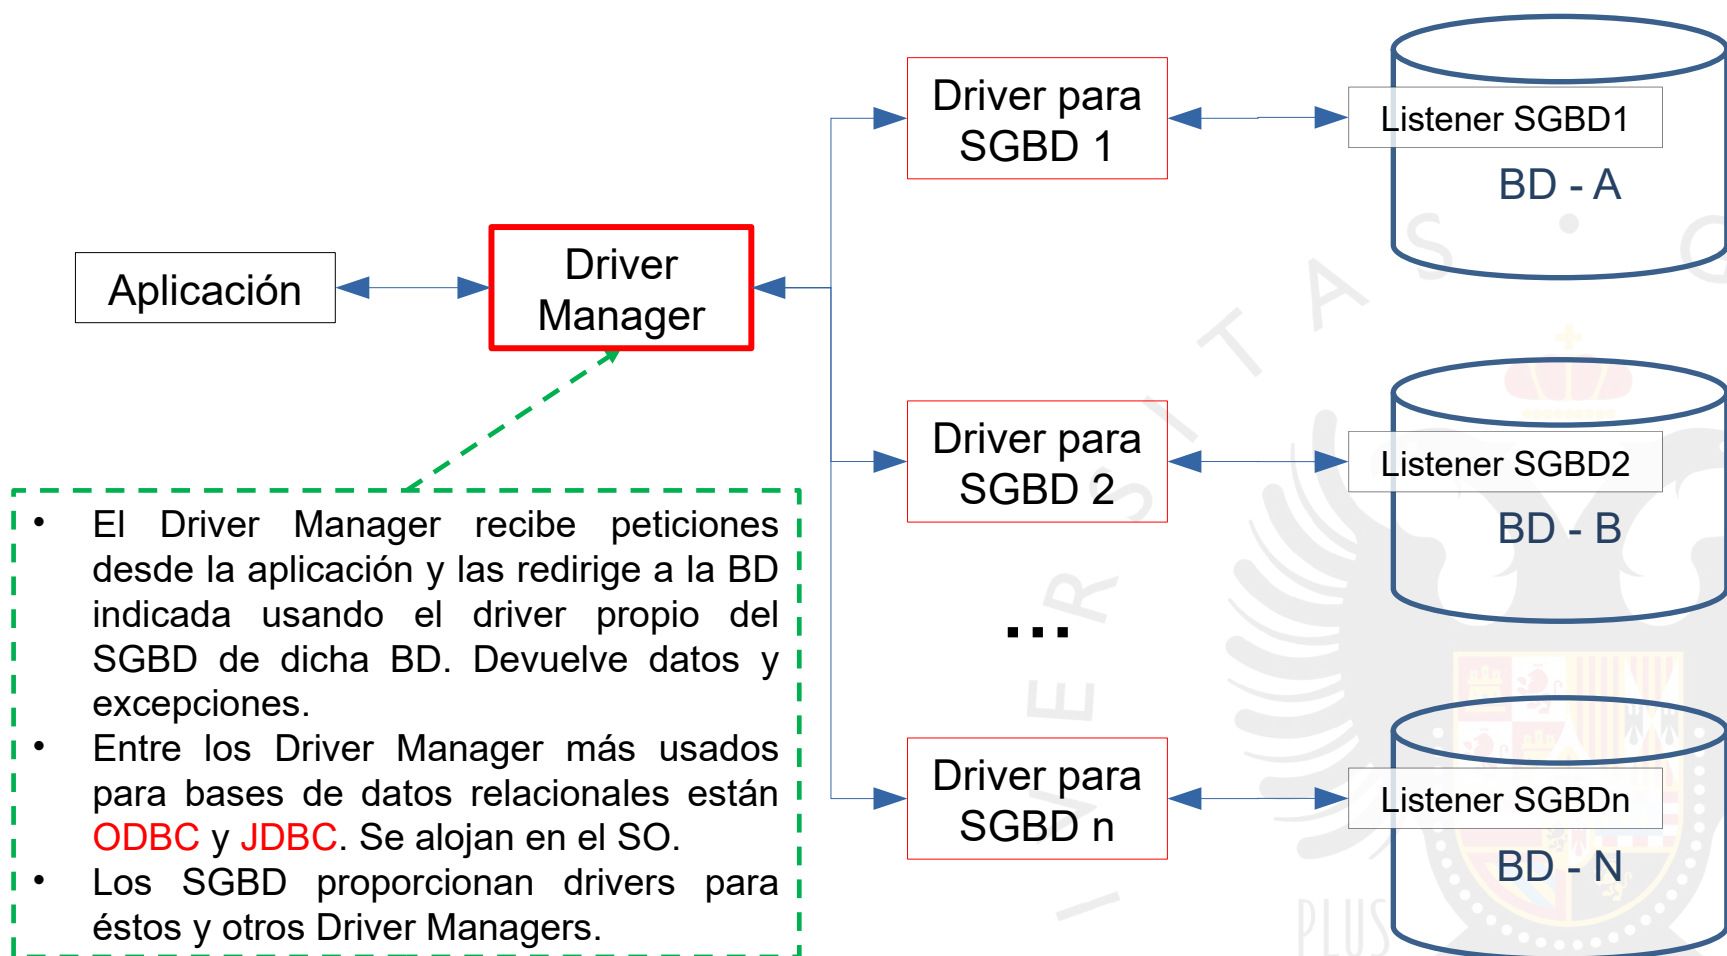 Driver para
SGBD 1
Listener SGBD1
BD - A
Aplicación
Driver
Manager
Driver para
SGBD 2
Listener SGBD2
BD - B
• El Driver Manager recibe peticiones
desde la aplicación y las redirige a la BD
indicada usando el driver propio del
SGBD de dicha BD. Devuelve datos y
excepciones.
• Entre los Driver Manager más usados
para bases de datos relacionales están
ODBC y JDBC. Se alojan en el SO.
• Los SGBD proporcionan drivers para
éstos y otros Driver Managers.
...
Driver para
SGBD n
Listener SGBDn
BD - N
I V E R S I T A S •
PLUS